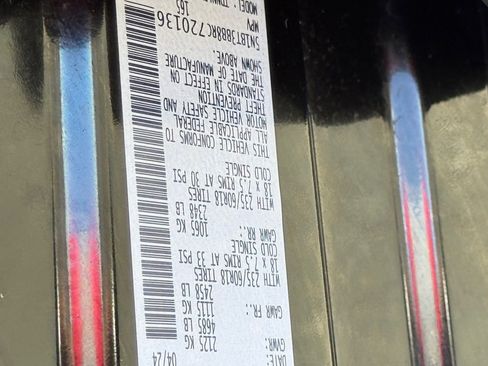 DATE: 04/24
GVWR: 2125 KG
4685 LB
GAWR FR: 1115 KG
2458 LB
WITH 235/60R18 TIRES
18 x 7.5 RIMS AT 33 PSI
COLD SINGLE
GAWR RR: 1065 KG
2348 LB
WITH 235/60R18 TIRES
18 x 7.5 RIMS AT 30 PSI
COLD SINGLE
THIS VEHICLE CONFORMS TO
ALL APPLICABLE FEDERAL
MOTOR VEHICLE SAFETY AND
THEFT PREVENTION
STANDARDS IN EFFECT ON
THE DATE OF MANUFACTURE
SHOWN ABOVE.
5N1BT3BB8RC720136
MPV
165
MODEL: